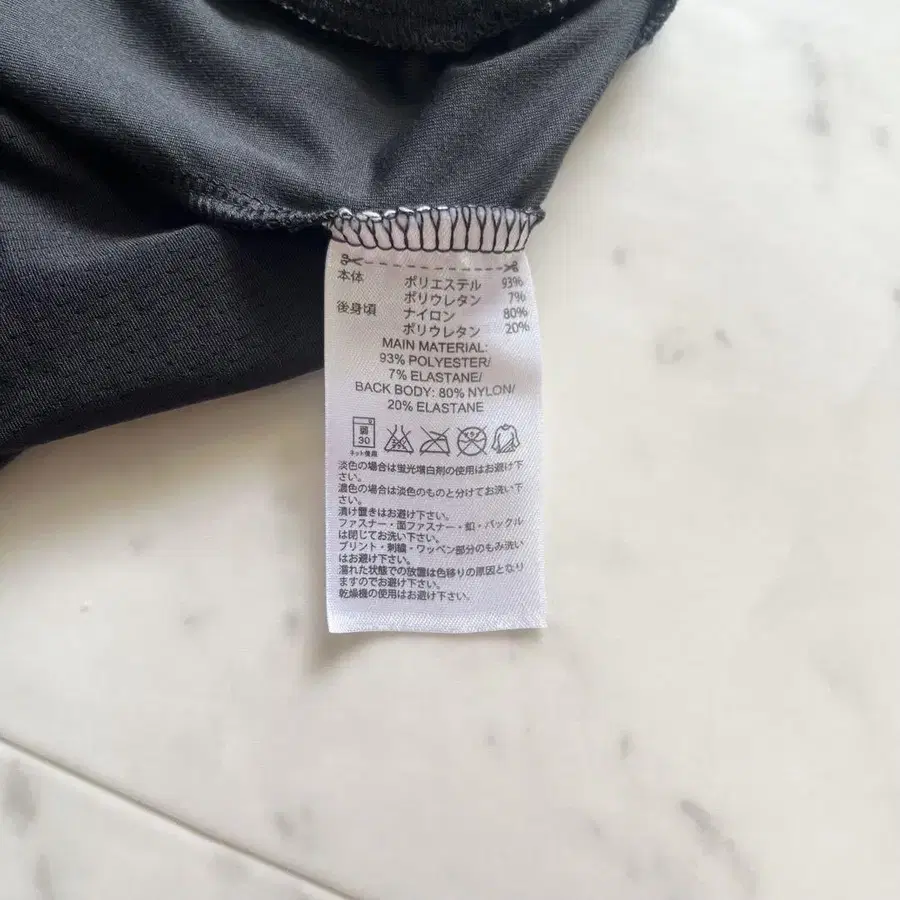 本体 ポリエステル 93%
ポリウレタン 7%
後身頃 ナイロン 80%
ポリウレタン 20%
MAIN MATERIAL:
93% POLYESTER/
7% ELASTANE/
BACK BODY: 80% NYLON/
20% ELASTANE
弱
30
ネット使用
淡色の場合は蛍光増白剤の使用はお避け下
さい。
濃色の場合は淡色のものと分けてお洗い下
さい。
漬け置きはお避け下さい。
ファスナー・面ファスナー・釦・バックル
は閉じてお洗い下さい。
プリント・刺繍・ワッペン部分のもみ洗い
はお避け下さい。
濡れた状態での放置は色移りの原因となり
ますのでお避け下さい。
乾燥機の使用はお避け下さい。